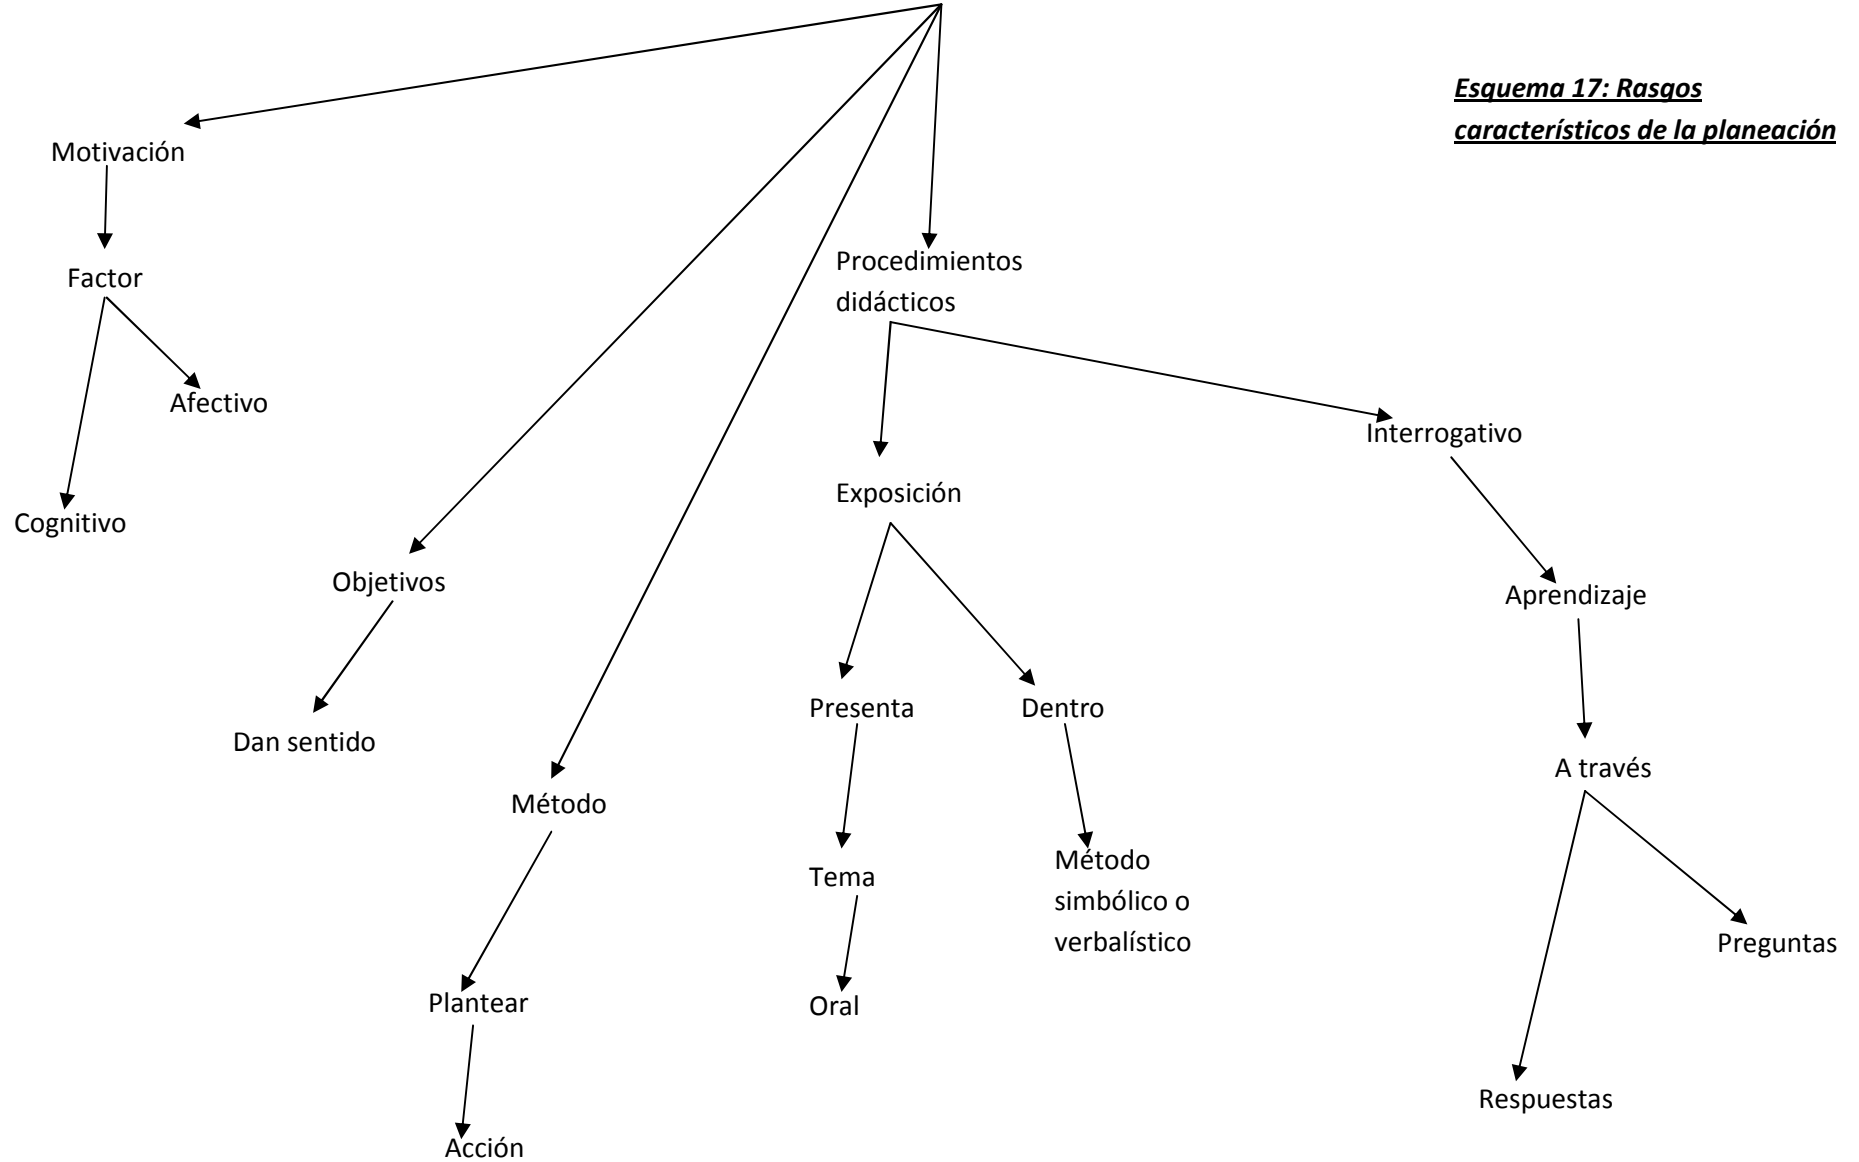 Esquema 17: Rasgos
característicos de la planeación
Motivación
Factor
Afectivo
Cognitivo
Objetivos
Dan sentido
Método
Plantear
Acción
Procedimientos
didácticos
Exposición
Presenta
Tema
Oral
Dentro
Método
simbólico o
verbalístico
Interrogativo
Aprendizaje
A través
Preguntas
Respuestas